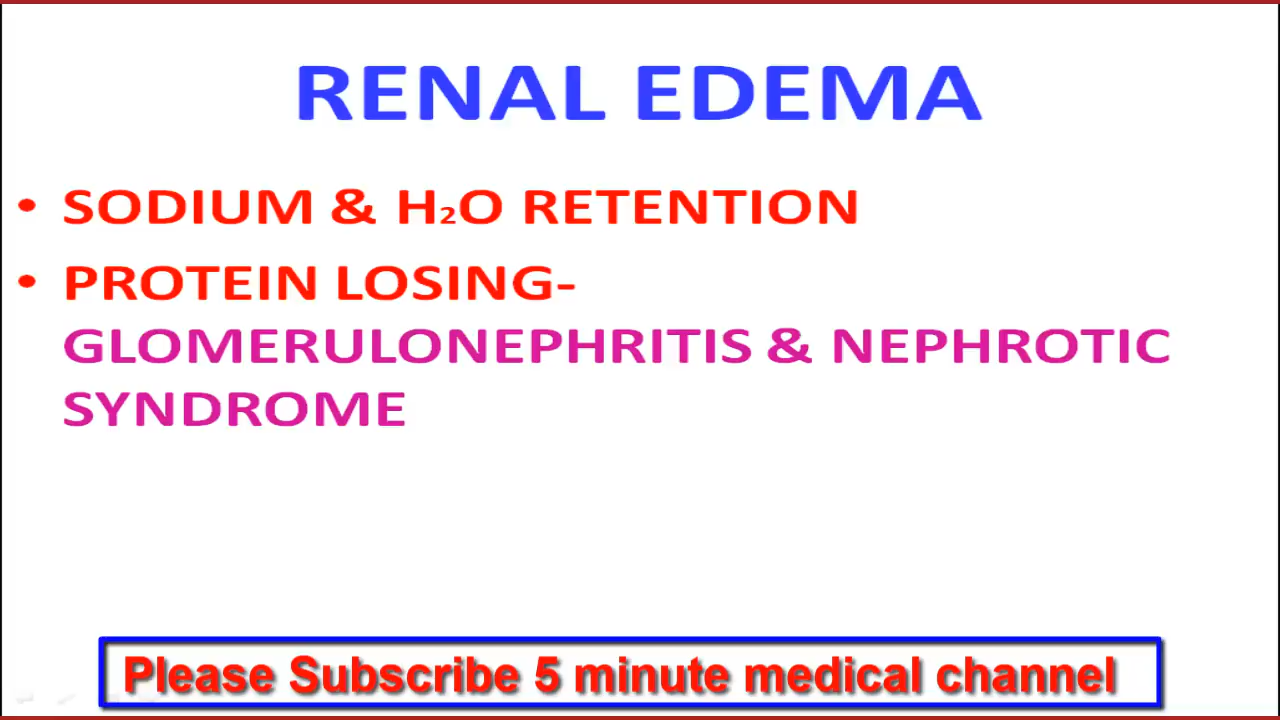 RENAL EDEMA
• SODIUM & H₂O RETENTION
• PROTEIN LOSING-
GLOMERULONEPHRITIS & NEPHROTIC
SYNDROME
Please Subscribe 5 minute medical channel